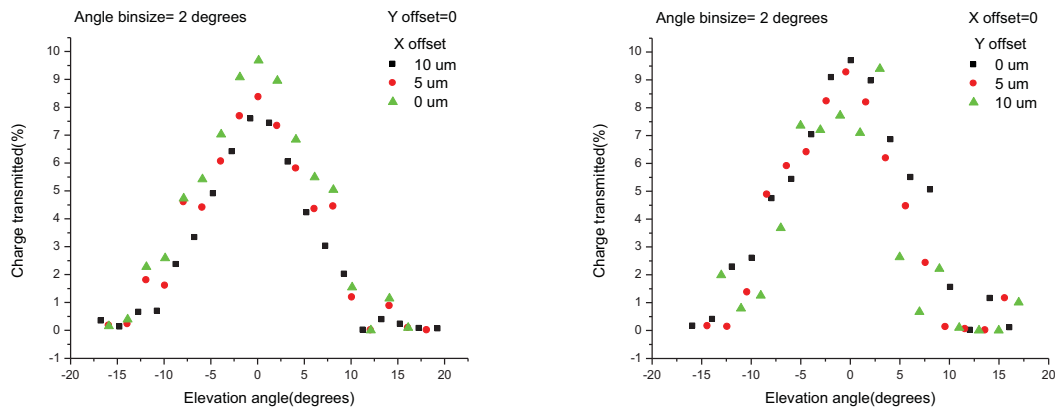 Angle binsize= 2 degrees
Y offset=0
X offset
10 um
5 um
0 um
10
9
8
7
6
5
4
3
2
1
0
-1
Charge transmitted(%)
-20 -15 -10 -5 0 5 10 15 20 25
Elevation angle(degrees)
Angle binsize= 2 degrees
X offset=0
Y offset
0 um
5 um
10 um
10
9
8
7
6
5
4
3
2
1
0
-1
Charge transmitted(%)
-20 -15 -10 -5 0 5 10 15 20
Elevation angle(degrees)